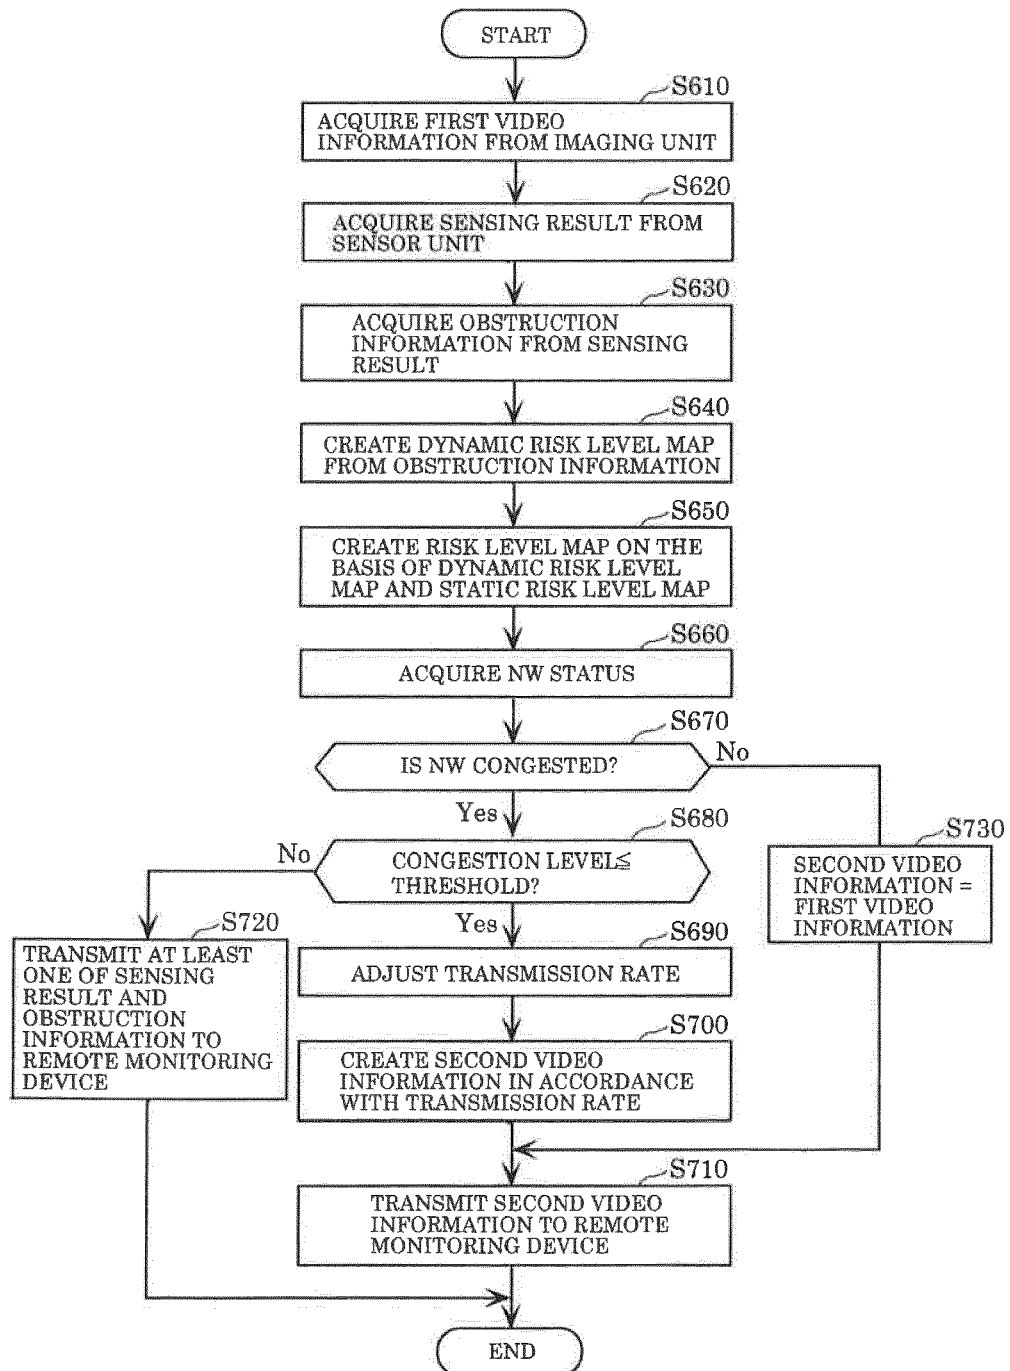 START
S610
ACQUIRE FIRST VIDEO
INFORMATION FROM IMAGING UNIT
S620
ACQUIRE SENSING RESULT FROM
SENSOR UNIT
S630
ACQUIRE OBSTRUCTION
INFORMATION FROM SENSING
RESULT
S640
CREATE DYNAMIC RISK LEVEL MAP
FROM OBSTRUCTION INFORMATION
S650
CREATE RISK LEVEL MAP ON THE
BASIS OF DYNAMIC RISK LEVEL
MAP AND STATIC RISK LEVEL MAP
S660
ACQUIRE NW STATUS
S670
IS NW CONGESTED?
No
Yes
S680
CONGESTION LEVEL≦
THRESHOLD?
No
Yes
S730
SECOND VIDEO
INFORMATION =
FIRST VIDEO
INFORMATION
S720
TRANSMIT AT LEAST
ONE OF SENSING
RESULT AND
OBSTRUCTION
INFORMATION TO
REMOTE MONITORING
DEVICE
S690
ADJUST TRANSMISSION RATE
S700
CREATE SECOND VIDEO
INFORMATION IN ACCORDANCE
WITH TRANSMISSION RATE
S710
TRANSMIT SECOND VIDEO
INFORMATION TO REMOTE
MONITORING DEVICE
END